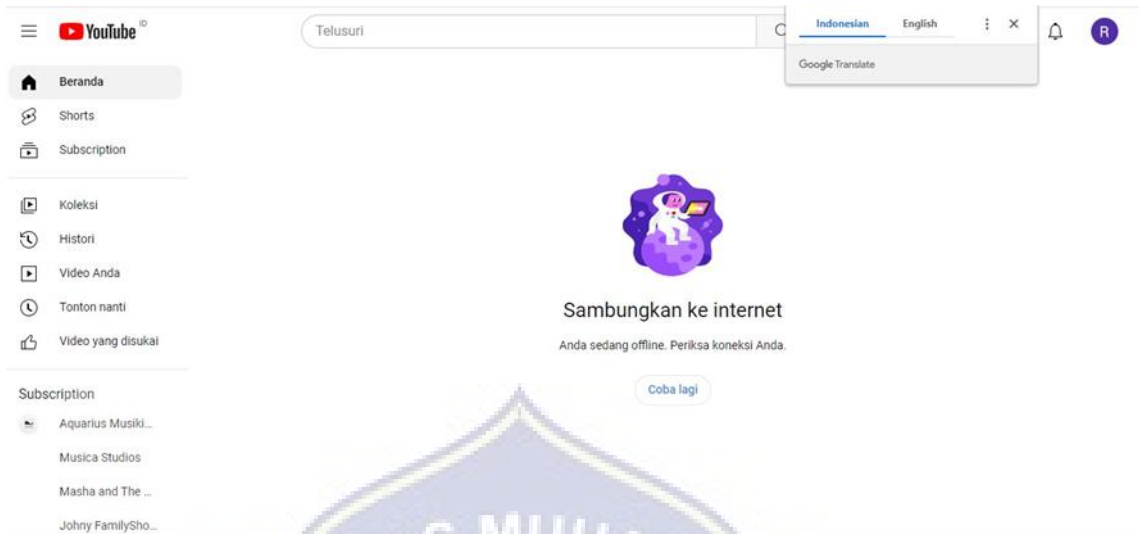 YouTube ID
Telusuri
Indonesian English
Google Translate
R
Beranda
Shorts
Subscription
Koleksi
Histori
Video Anda
Tonton nanti
Video yang disukai
Subscription
Aquarius Musiki...
Musica Studios
Masha and The ...
Johny FamilySho...
Sambungkan ke internet
Anda sedang offline. Periksa koneksi Anda.
Coba lagi